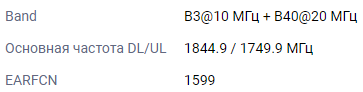 Band B3@10 МГц + B40@20 МГц
Основная частота DL/UL 1844.9 / 1749.9 МГц
EARFCN 1599